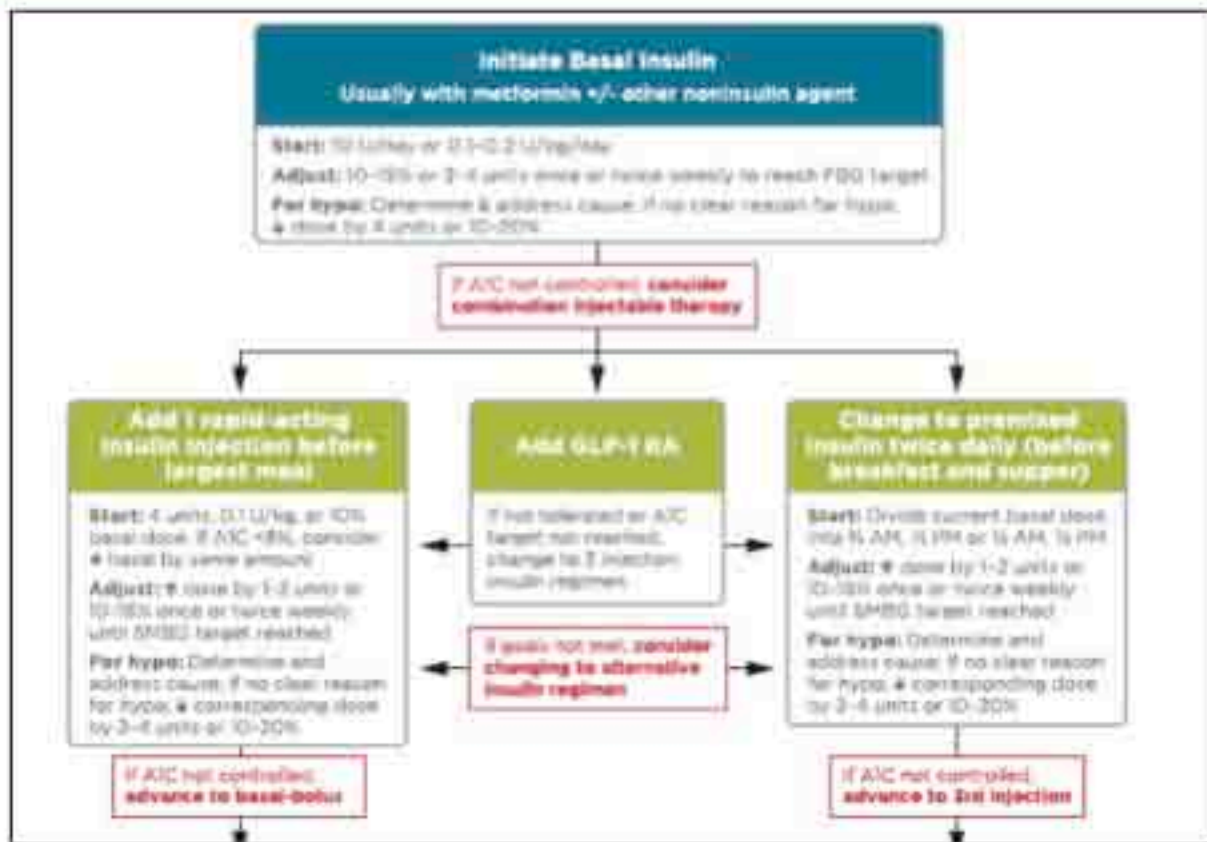 Initiate Basal Insulin
Usually with metformin +/- other noninsulin agent
Start: 10 U/day or 0.1-0.2 U/kg/day
Adjust: 10-15% or 2-4 units once or twice weekly to reach FBG target
For hypo: Determine & address cause; if no clear reason for hypo,
↓ dose by 4 units or 10-20%
If A1C not controlled, consider
combination injectable therapy
Add 1 rapid-acting
insulin injection before
largest meal
Start: 4 units, 0.1 U/kg, or 10%
basal dose. If A1C <8%, consider
↓ basal by same amount
Adjust: ↑ dose by 1-2 units or
10-15% once or twice weekly
until SMBG target reached
For hypo: Determine and
address cause; if no clear reason
for hypo, ↓ corresponding dose
by 2-4 units or 10-20%
If A1C not controlled,
advance to basal-bolus
Add GLP-1 RA
If not tolerated or A1C
target not reached,
change to 2 injection
insulin regimen
If goals not met, consider
changing to alternative
insulin regimen
Change to premixed
insulin twice daily (before
breakfast and supper)
Start: Divide current basal dose
into ⅔ AM, ⅓ PM or ½ AM, ½ PM
Adjust: ↑ dose by 1-2 units or
10-15% once or twice weekly
until SMBG target reached
For hypo: Determine and
address cause; if no clear reason
for hypo, ↓ corresponding dose
by 2-4 units or 10-20%
If A1C not controlled,
advance to 3rd injection